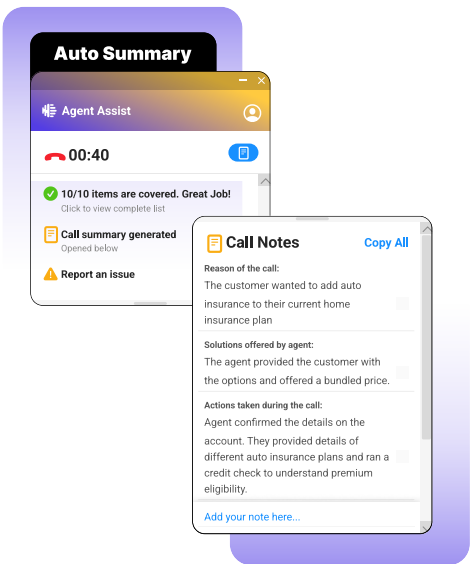 Auto Summary
Agent Assist
00:40
10/10 items are covered. Great Job!
Click to view complete list
Call summary generated
Opened below
Report an issue
Call Notes
Copy All
Reason of the call:
The customer wanted to add auto
insurance to their current home
insurance plan
Solutions offered by agent:
The agent provided the customer with
the options and offered a bundled price.
Actions taken during the call:
Agent confirmed the details on the
account. They provided details of
different auto insurance plans and ran a
credit check to understand premium
eligibility.
Add your note here...